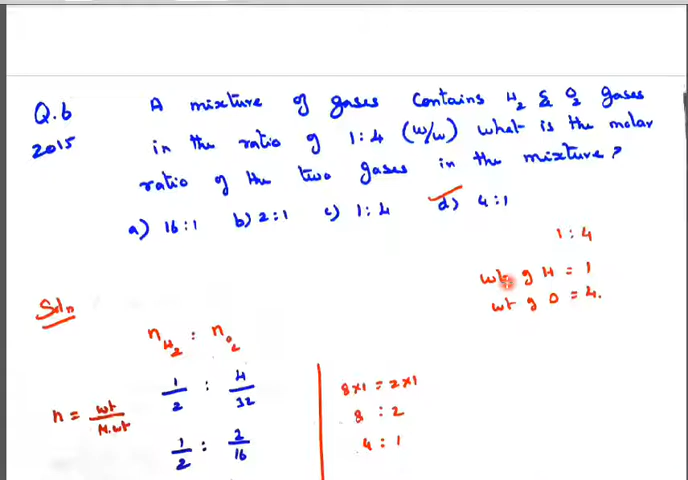 Q.6 A mixture of gases contains H₂ & O₂ gases
2015 in the ratio of 1:4 (w/w) what is the molar
ratio of the two gases in the mixture?
a) 16:1 b) 2:1 c) 1:4 d) 4:1
1 : 4
wt of H = 1
wt of O = 4.
Soln
n_H₂ : n_O₂
1/2 : 4/32
n = wt/M.wt
1/2 : 2/16
8×1 = 2×1
8 : 2
4 : 1